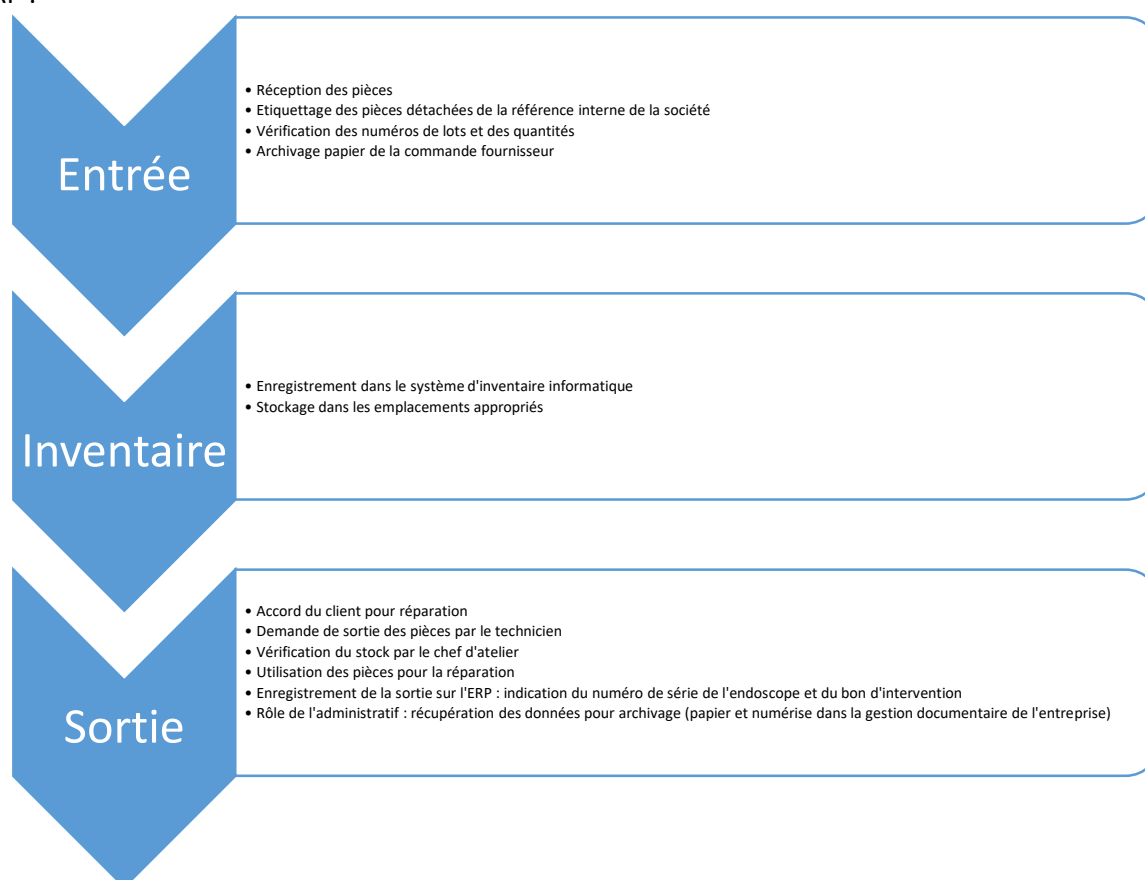 Entrée
• Réception des pièces
• Etiquettage des pièces détachées de la référence interne de la société
• Vérification des numéros de lots et des quantités
• Archivage papier de la commande fournisseur
Inventaire
• Enregistrement dans le système d'inventaire informatique
• Stockage dans les emplacements appropriés
Sortie
• Accord du client pour réparation
• Demande de sortie des pièces par le technicien
• Vérification du stock par le chef d'atelier
• Utilisation des pièces pour la réparation
• Enregistrement de la sortie sur l'ERP : indication du numéro de série de l'endoscope et du bon d'intervention
• Rôle de l'administratif : récupération des données pour archivage (papier et numérise dans la gestion documentaire de l'entreprise)